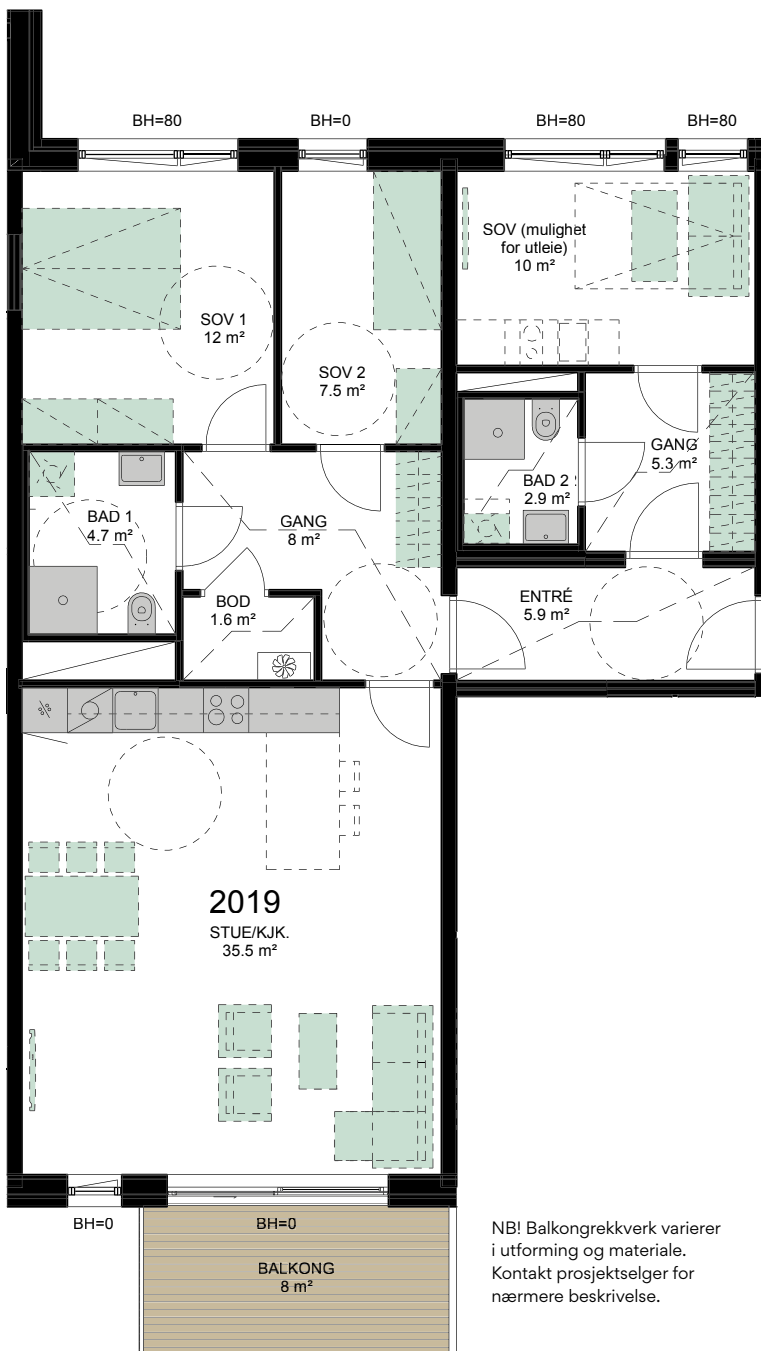 BH=80
BH=0
BH=80
BH=80
SOV (mulighet
for utleie)
10 m²
SOV 1
12 m²
SOV 2
7.5 m²
GANG
5.3 m²
BAD 2
2.9 m²
BAD 1
4.7 m²
GANG
8 m²
BOD
1.6 m²
ENTRÉ
5.9 m²
2019
STUE/KJK.
35.5 m²
BH=0
BH=0
BALKONG
8 m²
NB! Balkongrekkverk varierer
i utforming og materiale.
Kontakt prosjektselger for
nærmere beskrivelse.